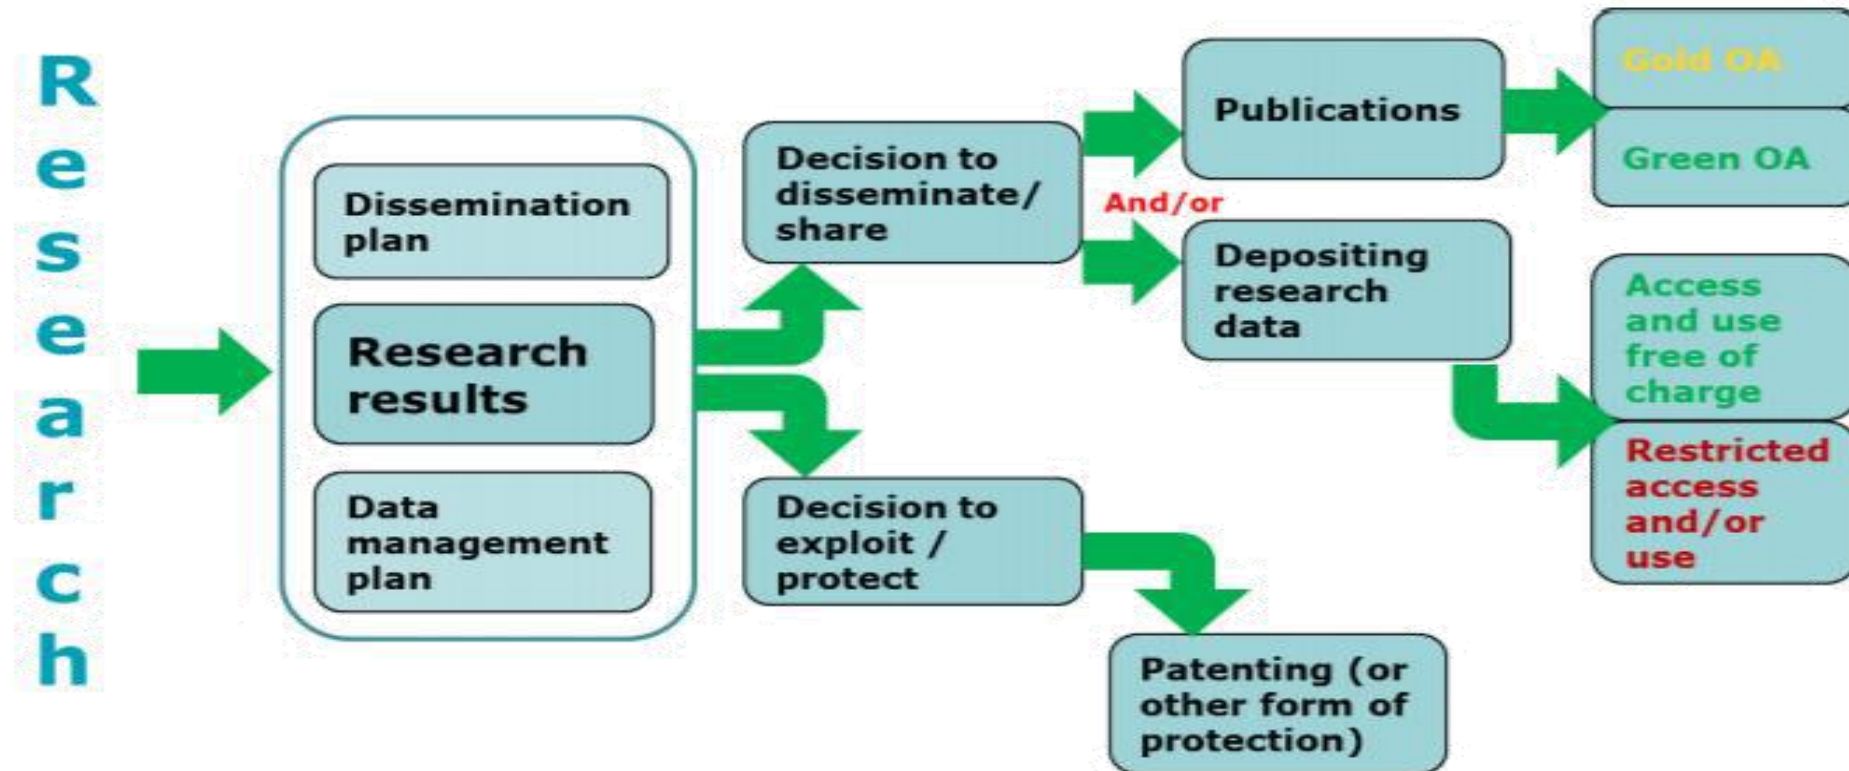 Research
Dissemination
plan
Research
results
Data
management
plan
Decision to
disseminate/
share
Decision to
exploit /
protect
And/or
Publications
Depositing
research
data
Patenting (or
other form of
protection)
Gold OA
Green OA
Access
and use
free of
charge
Restricted
access
and/or
use